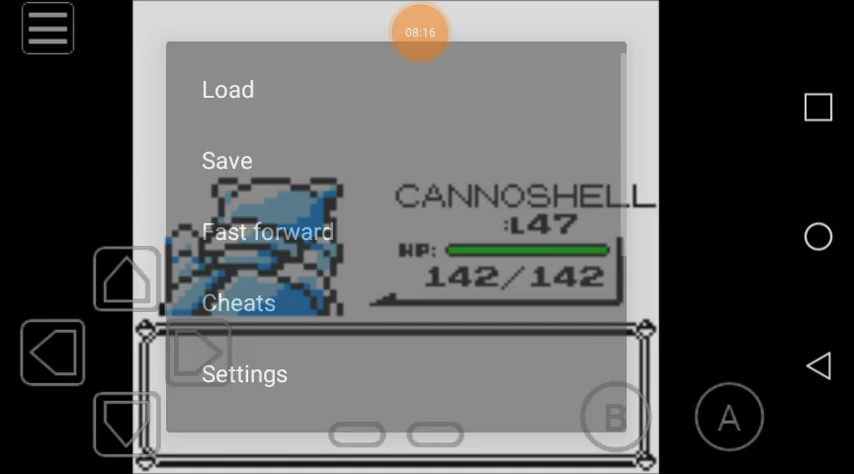 08:16
Load
Save
CANNOSHELL
:L47
Fast forward
HP:
142/142
Cheats
Settings
B
A